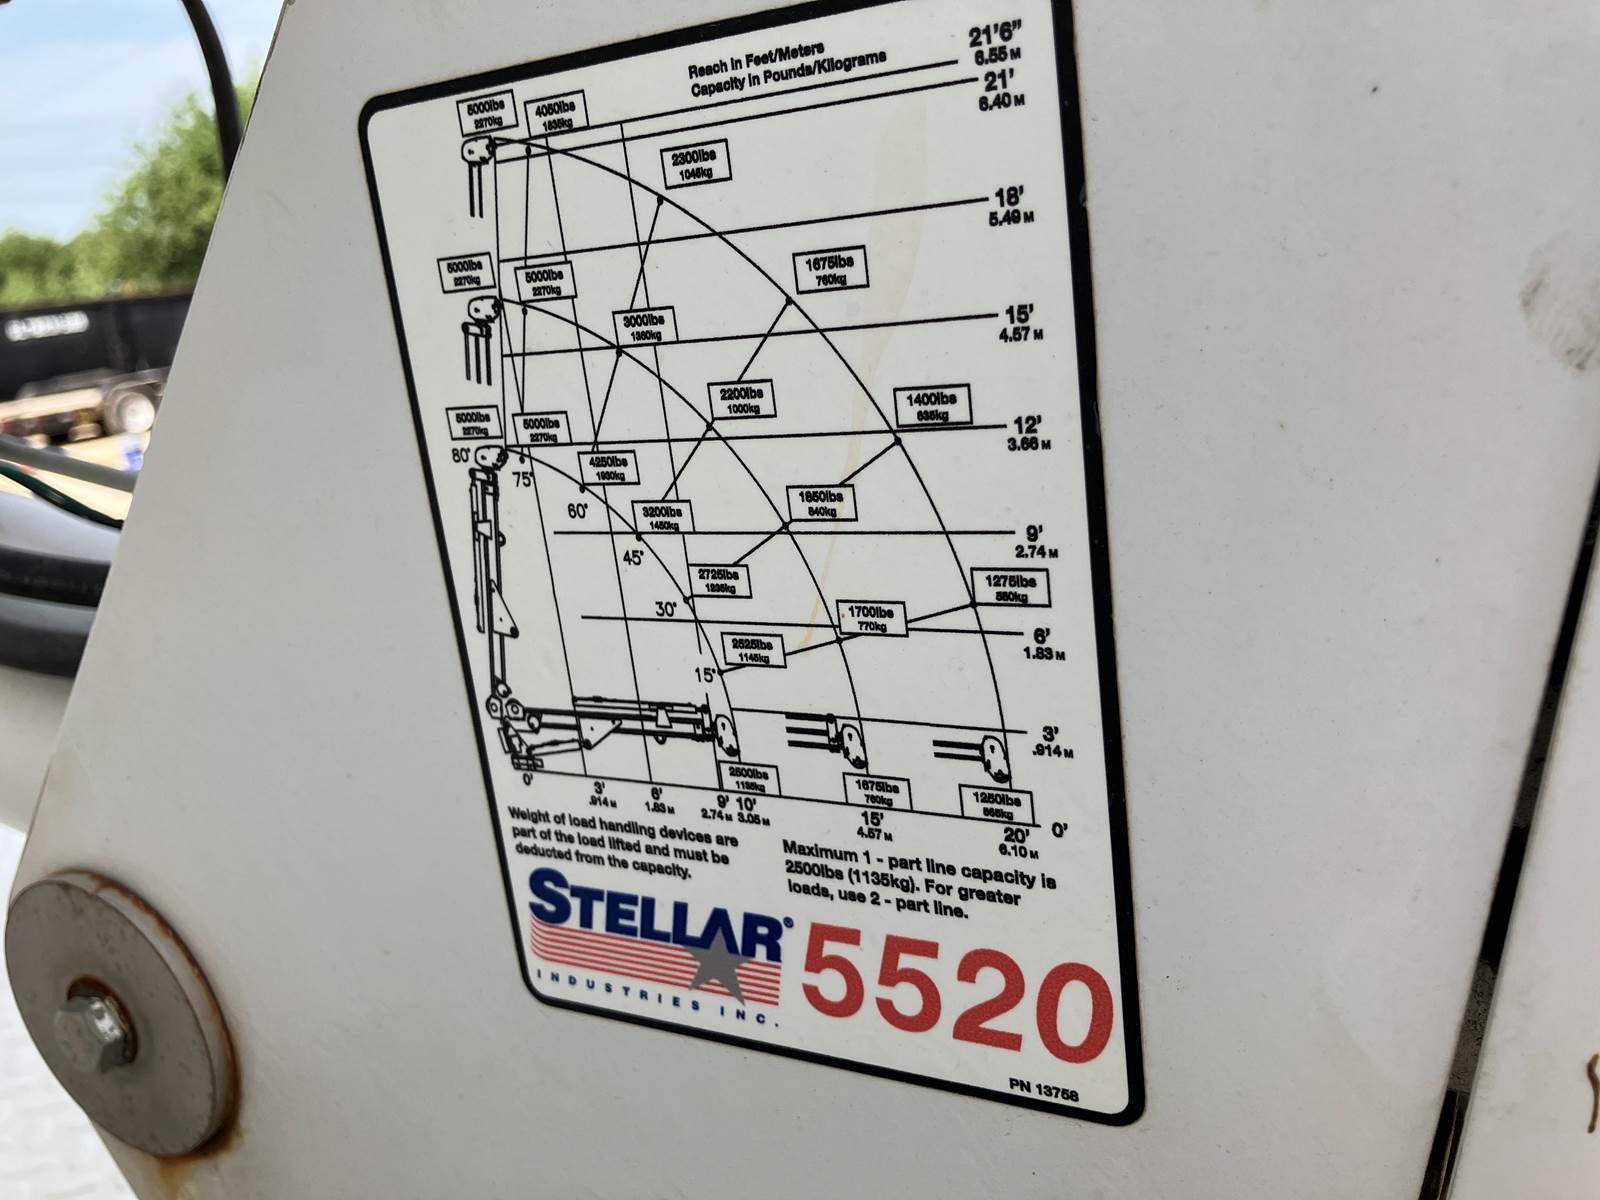 Reach in Feet/Meters
Capacity in Pounds/Kilograms
21'6"
6.55 M
21'
6.40 M
5000lbs
2270kg
4050lbs
1835kg
2300lbs
1045kg
18'
5.49 M
5000lbs
2270kg
5000lbs
2270kg
1675lbs
760kg
3000lbs
1360kg
15'
4.57 M
2200lbs
1000kg
1400lbs
635kg
12'
3.66 M
5000lbs
2270kg
5000lbs
2270kg
80°
75°
4250lbs
1930kg
60°
3200lbs
1450kg
1850lbs
840kg
45°
9'
2.74 M
2725lbs
1235kg
1275lbs
580kg
30°
1700lbs
770kg
6'
1.83 M
2525lbs
1145kg
15°
3'
.914 M
2500lbs
1135kg
1675lbs
760kg
1250lbs
565kg
0'
0'
3'
.914 M
6'
1.83 M
9' 10'
2.74 M 3.05 M
15'
4.57 M
20'
6.10 M
Weight of load handling devices are
part of the load lifted and must be
deducted from the capacity.
Maximum 1 - part line capacity is
2500lbs (1135kg). For greater
loads, use 2 - part line.
STELLAR®
INDUSTRIES INC.
5520
PN 13758